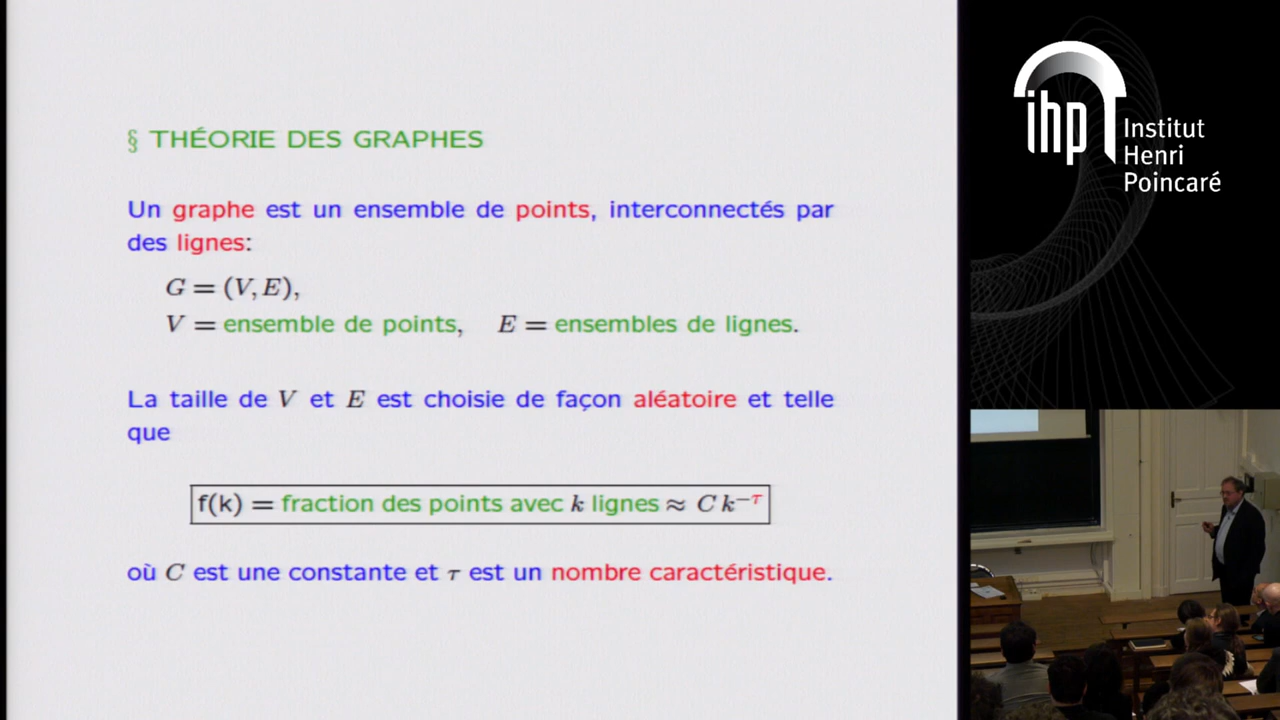 § THÉORIE DES GRAPHES
Un graphe est un ensemble de points, interconnectés par
des lignes:
G = (V, E),
V = ensemble de points, E = ensembles de lignes.
La taille de V et E est choisie de façon aléatoire et telle
que
f(k) = fraction des points avec k lignes ≈ C k^−τ
où C est une constante et τ est un nombre caractéristique.
ihp
Institut
Henri
Poincaré